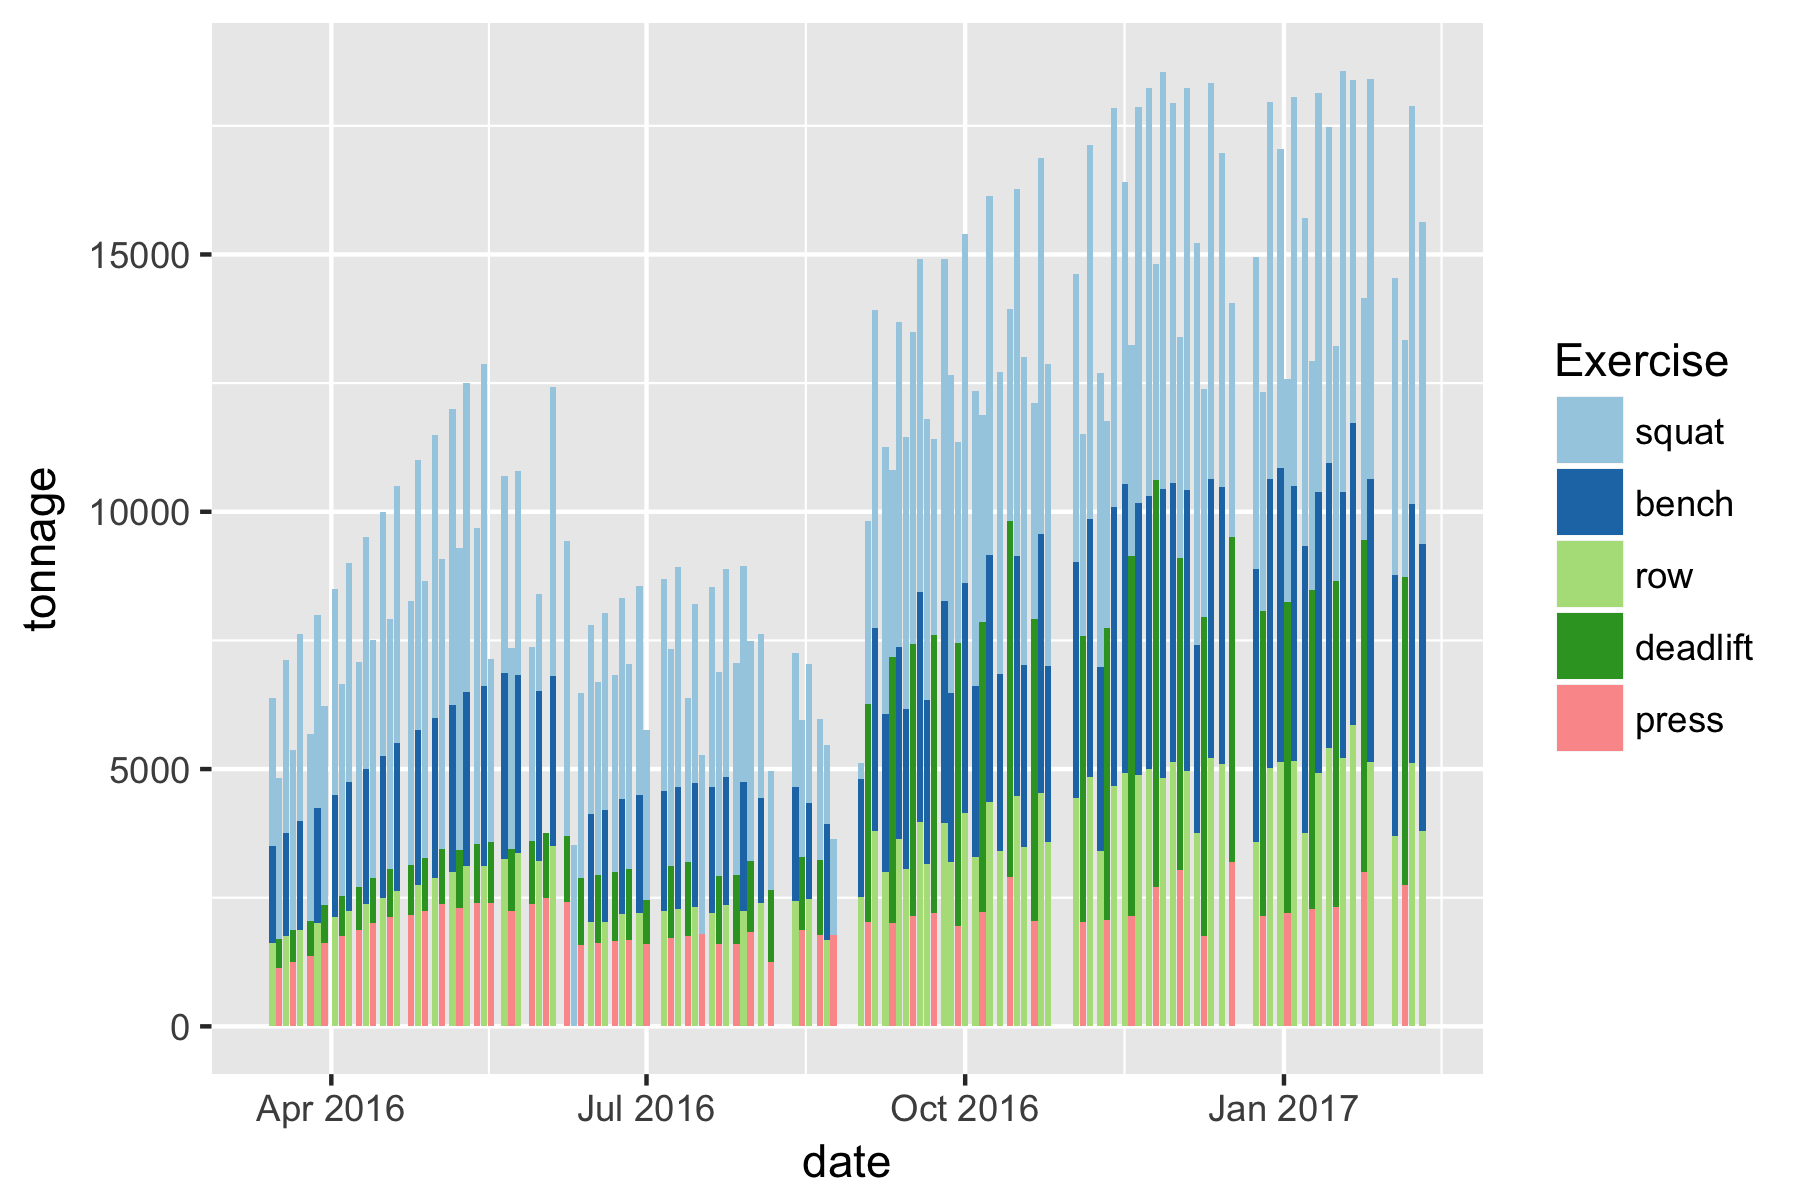 tonnage
15000
10000
5000
0
Apr 2016
Jul 2016
Oct 2016
Jan 2017
date
Exercise
squat
bench
row
deadlift
press